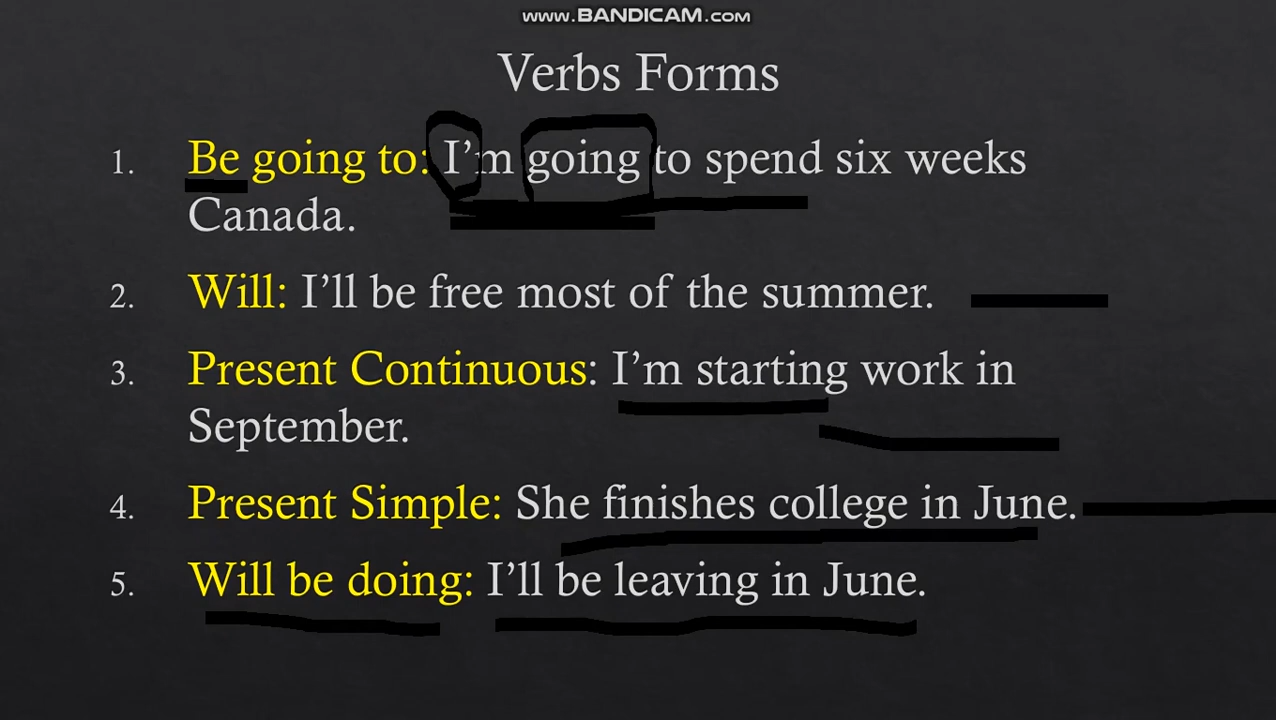 www.BANDICAM.com
Verbs Forms
1. Be going to: I’m going to spend six weeks
Canada.
2. Will: I’ll be free most of the summer.
3. Present Continuous: I’m starting work in
September.
4. Present Simple: She finishes college in June.
5. Will be doing: I’ll be leaving in June.